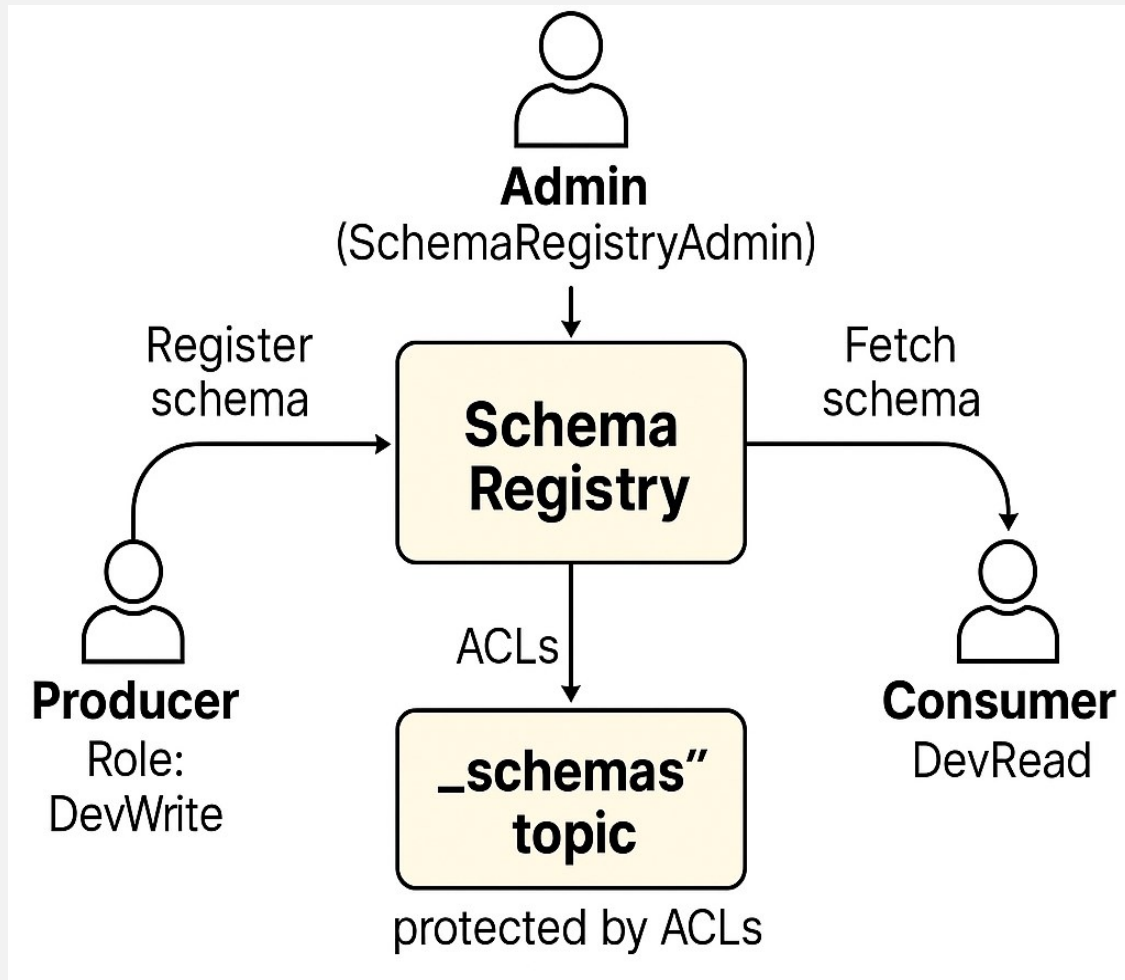 Admin
(SchemaRegistryAdmin)
Register
schema
Fetch
schema
Schema
Registry
ACLs
Producer
Role:
DevWrite
Consumer
DevRead
_schemas”
topic
protected by ACLs